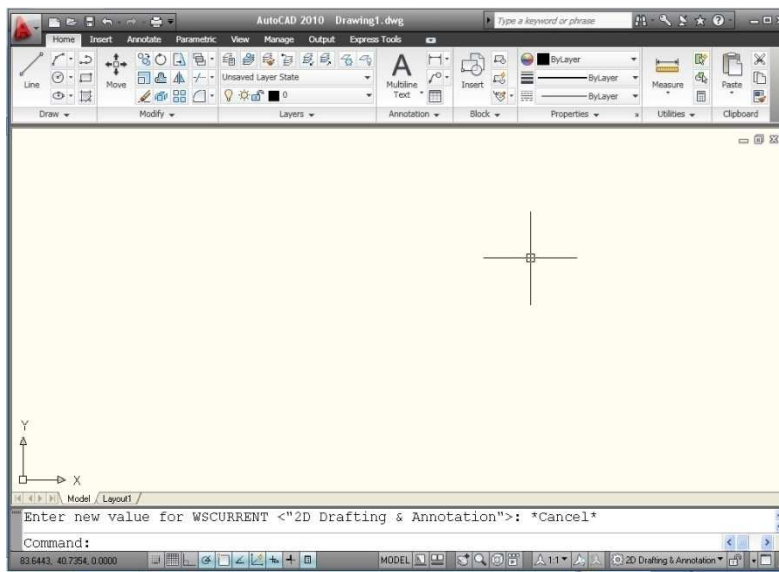 AutoCAD 2010 Drawing1.dwg
Type a keyword or phrase
Home Insert Annotate Parametric View Manage Output Express Tools
Line
Move
Unsaved Layer State
0
Multiline
Text
Insert
ByLayer
ByLayer
ByLayer
Measure
Paste
Draw Modify Layers Annotation Block Properties Utilities Clipboard
Y
X
Model Layout1
Enter new value for WSCURRENT <"2D Drafting & Annotation">: *Cancel*
Command:
83.6443, 40.7354, 0.0000 MODEL 1:1 2D Drafting & Annotation